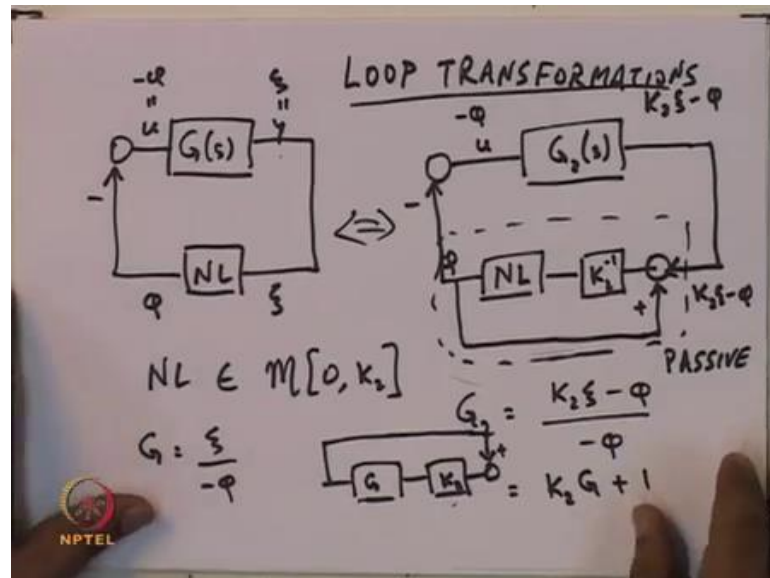 LOOP TRANSFORMATIONS
-φ
"
u
G(s)
ξ
"
y
-
NL
φ
ξ
⇔
-φ
u
G₂(s)
K₂ξ-φ
-
φ
NL
K₂⁻¹
+
K₂ξ-φ
PASSIVE
NL ∈ M[0, K₂]
G = ξ / -φ
G
K₂
+
G₂ = K₂ξ-φ / -φ
= K₂G + 1
NPTEL